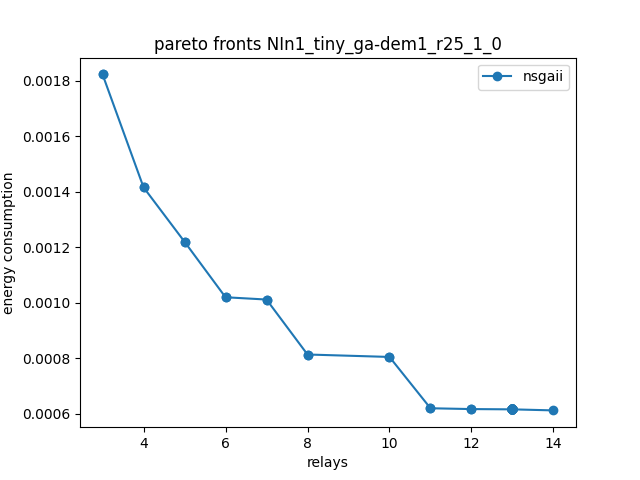 pareto fronts NIn1_tiny_ga-dem1_r25_1_0
nsgaii
energy consumption
0.0018
0.0016
0.0014
0.0012
0.0010
0.0008
0.0006
4 6 8 10 12 14
relays